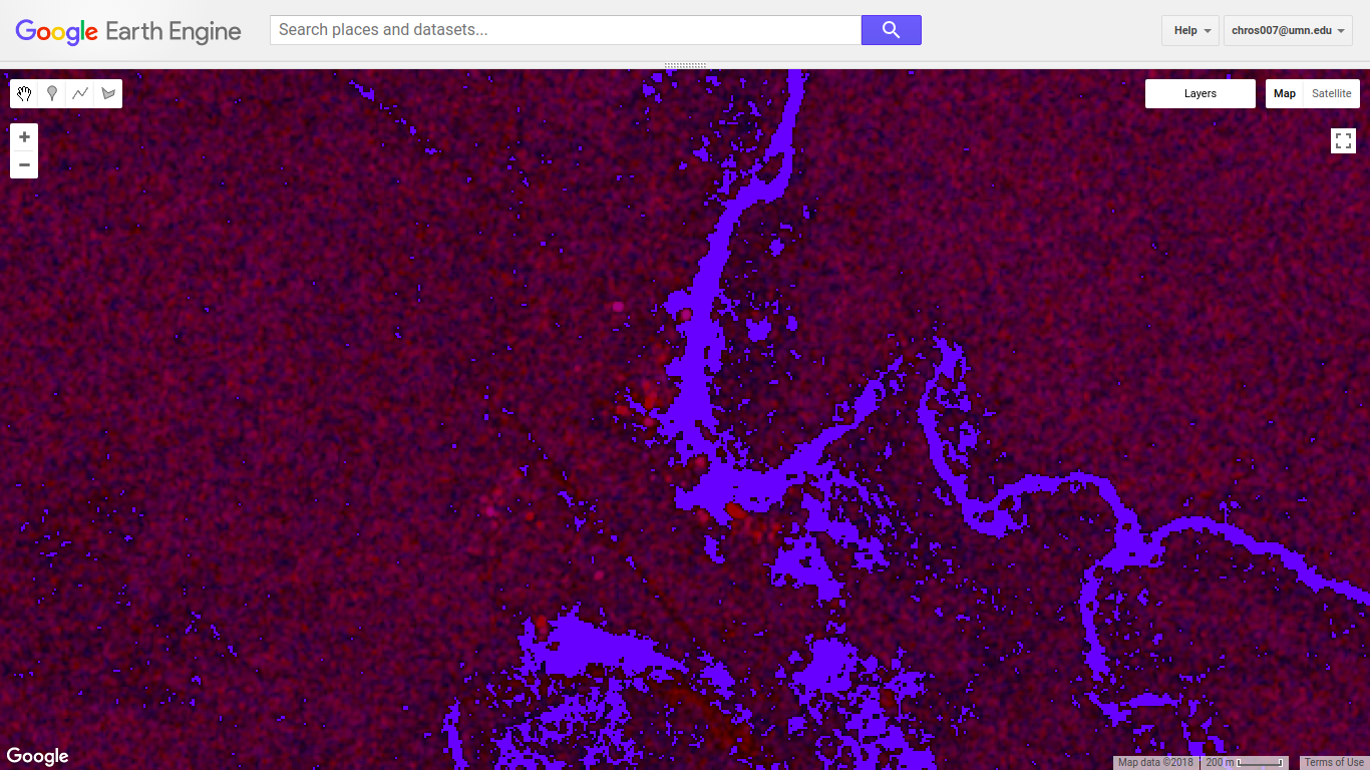 Google Earth Engine
Search places and datasets...
Help
chros007@umn.edu
Layers
Map
Satellite
+
−
Google
Map data ©2018
200 m
Terms of Use